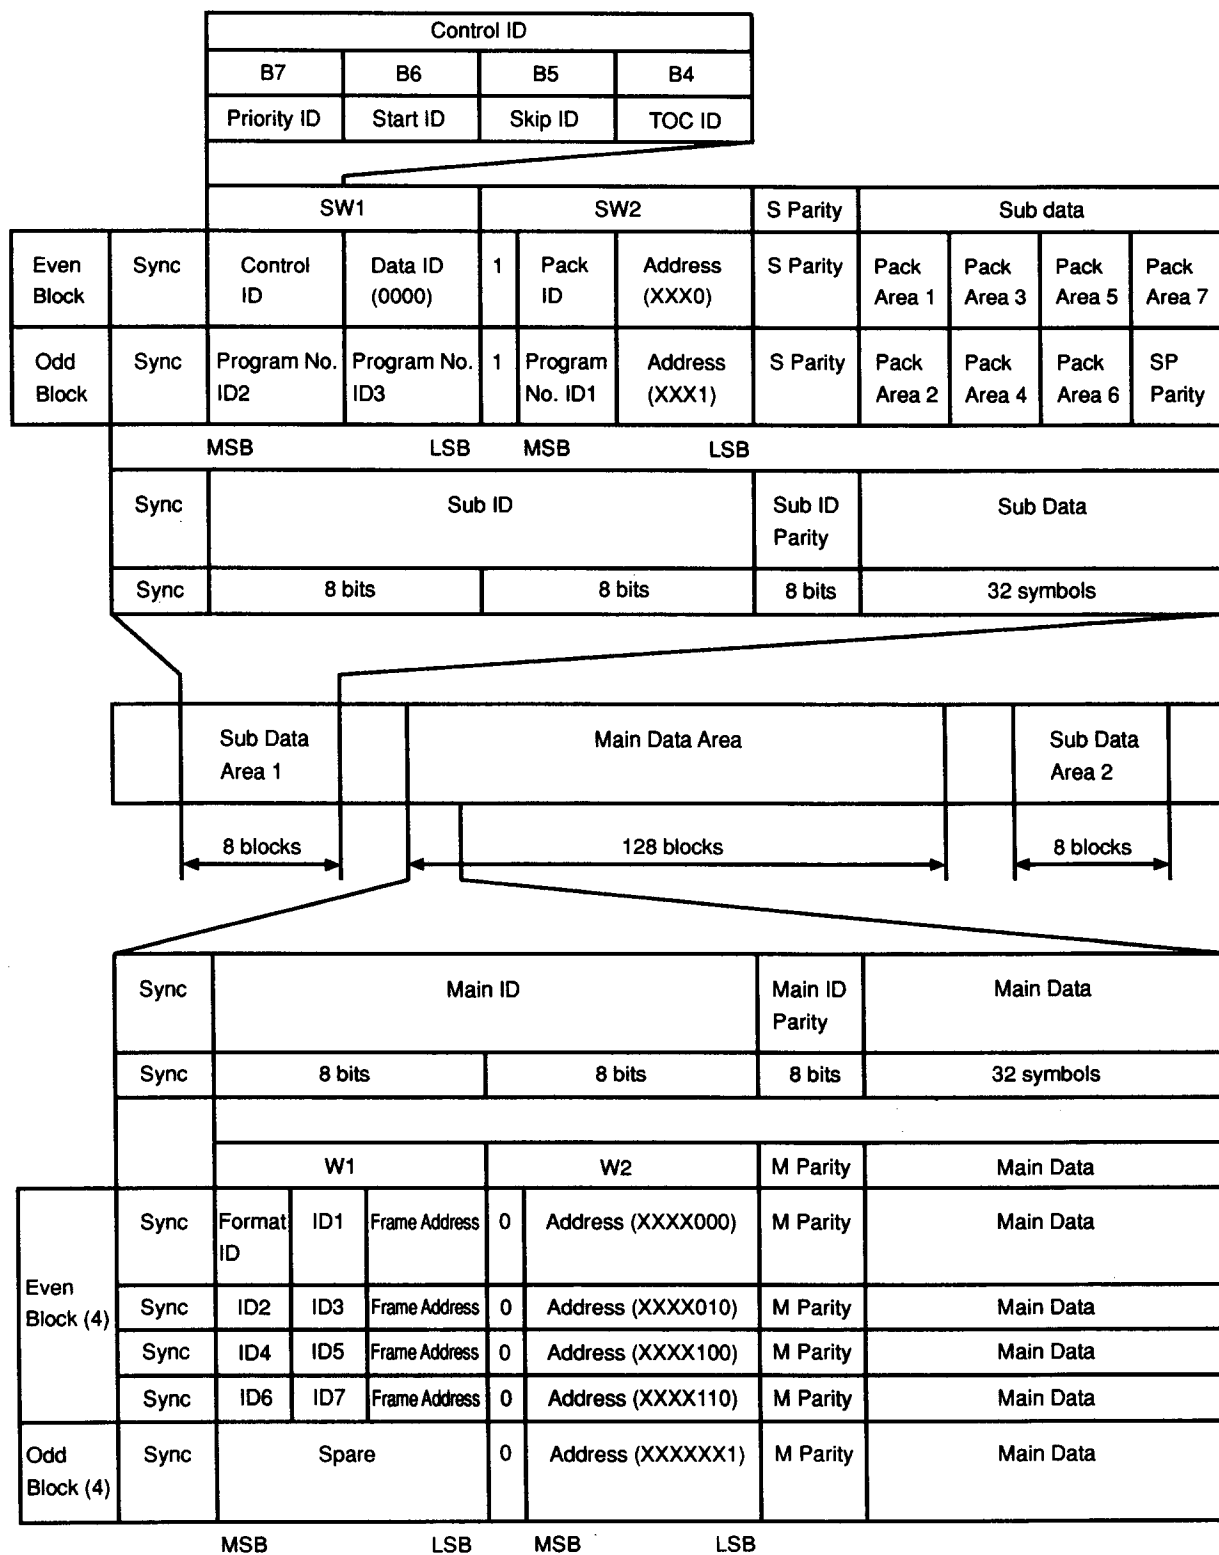 Control ID
B7 B6 B5 B4
Priority ID Start ID Skip ID TOC ID
SW1 SW2 S Parity Sub data
Even Block Sync Control ID Data ID (0000) 1 Pack ID Address (XXX0) S Parity Pack Area 1 Pack Area 3 Pack Area 5 Pack Area 7
Odd Block Sync Program No. ID2 Program No. ID3 1 Program No. ID1 Address (XXX1) S Parity Pack Area 2 Pack Area 4 Pack Area 6 SP Parity
MSB LSB MSB LSB
Sync Sub ID Sub ID Parity Sub Data
Sync 8 bits 8 bits 8 bits 32 symbols
Sub Data Area 1 Main Data Area Sub Data Area 2
8 blocks 128 blocks 8 blocks
Sync Main ID Main ID Parity Main Data
Sync 8 bits 8 bits 8 bits 32 symbols
W1 W2 M Parity Main Data
Even Block (4)
Sync Format ID ID1 Frame Address 0 Address (XXXX000) M Parity Main Data
Sync ID2 ID3 Frame Address 0 Address (XXXX010) M Parity Main Data
Sync ID4 ID5 Frame Address 0 Address (XXXX100) M Parity Main Data
Sync ID6 ID7 Frame Address 0 Address (XXXX110) M Parity Main Data
Odd Block (4) Sync Spare 0 Address (XXXXXX1) M Parity Main Data
MSB LSB MSB LSB